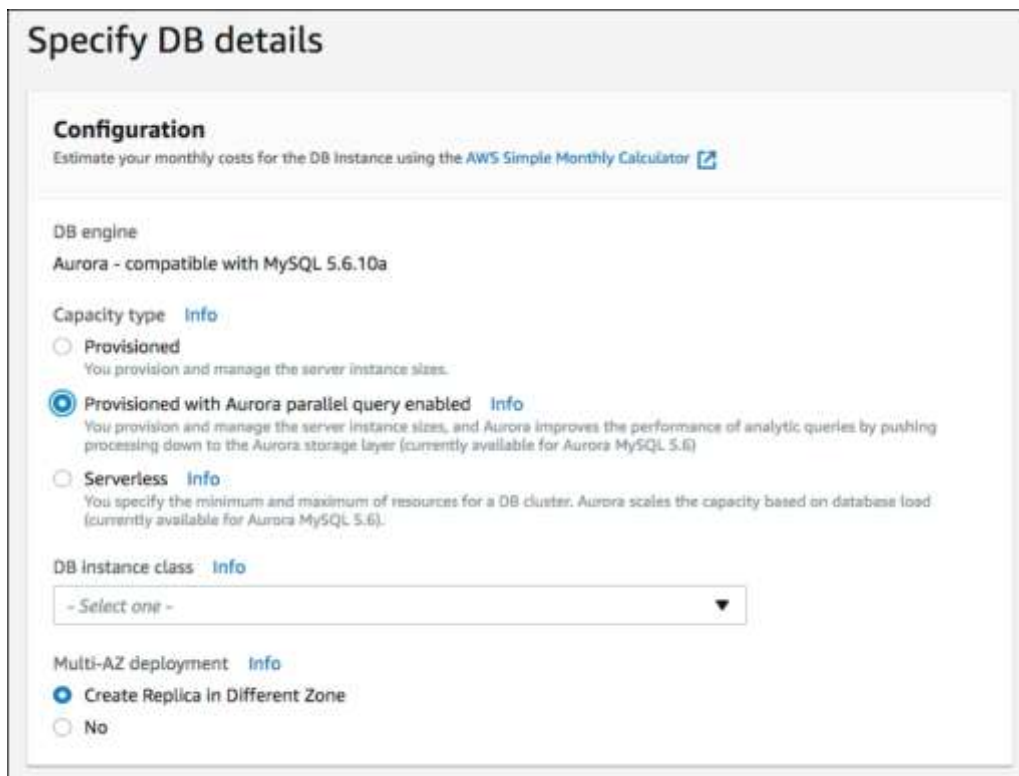 Specify DB details
Configuration
Estimate your monthly costs for the DB Instance using the AWS Simple Monthly Calculator
DB engine
Aurora - compatible with MySQL 5.6.10a
Capacity type Info
Provisioned
You provision and manage the server instance sizes.
Provisioned with Aurora parallel query enabled Info
You provision and manage the server instance sizes, and Aurora improves the performance of analytic queries by pushing
processing down to the Aurora storage layer (currently available for Aurora MySQL 5.6)
Serverless Info
You specify the minimum and maximum of resources for a DB cluster. Aurora scales the capacity based on database load
(currently available for Aurora MySQL 5.6).
DB instance class Info
- Select one -
Multi-AZ deployment Info
Create Replica in Different Zone
No